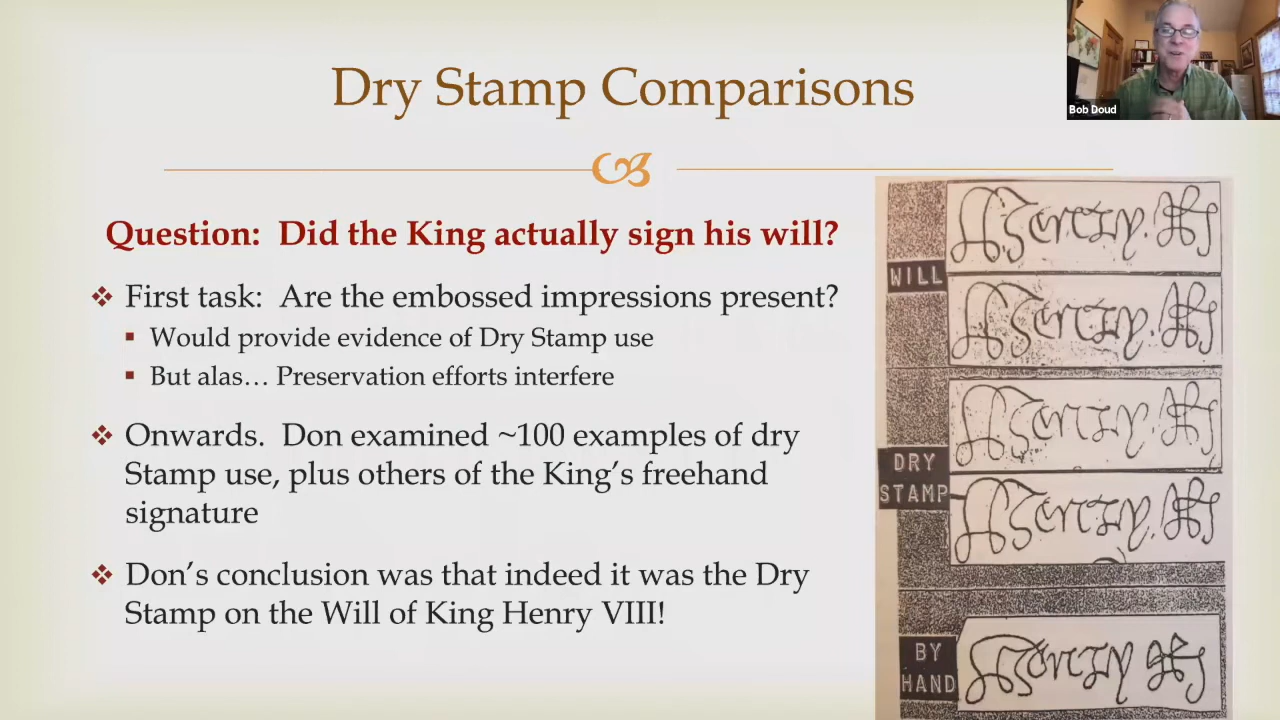 Dry Stamp Comparisons
Bob Doud
Question: Did the King actually sign his will?
First task: Are the embossed impressions present?
Would provide evidence of Dry Stamp use
But alas… Preservation efforts interfere
Onwards. Don examined ~100 examples of dry
Stamp use, plus others of the King’s freehand
signature
Don’s conclusion was that indeed it was the Dry
Stamp on the Will of King Henry VIII!
WILL
DRY
STAMP
BY
HAND